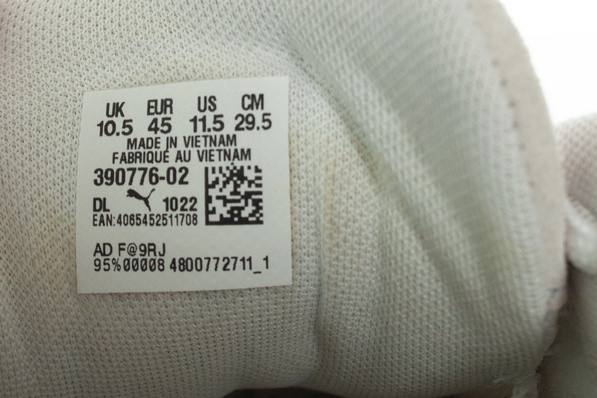 UK EUR US CM
10.5 45 11.5 29.5
MADE IN VIETNAM
FABRIQUÉ AU VIETNAM
390776-02
DL 1022
EAN:4065452511708
AD F@9RJ
95%00008 4800772711_1